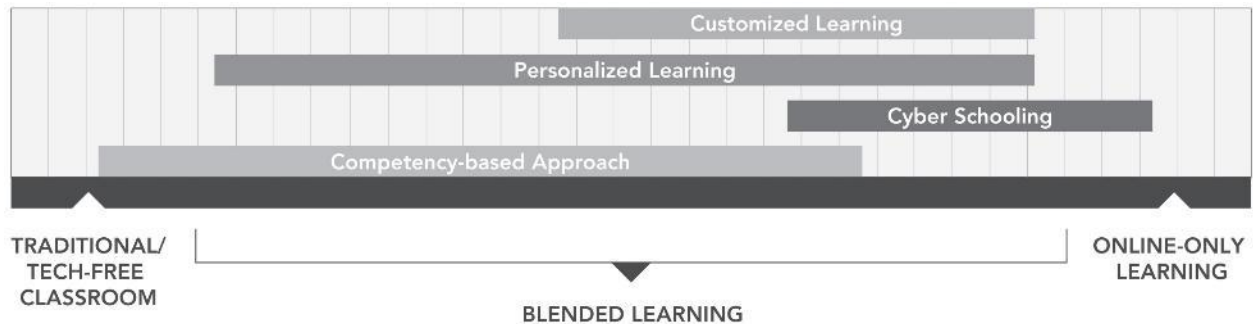 Customized Learning
Personalized Learning
Cyber Schooling
Competency-based Approach
TRADITIONAL/
TECH-FREE
CLASSROOM
BLENDED LEARNING
ONLINE-ONLY
LEARNING